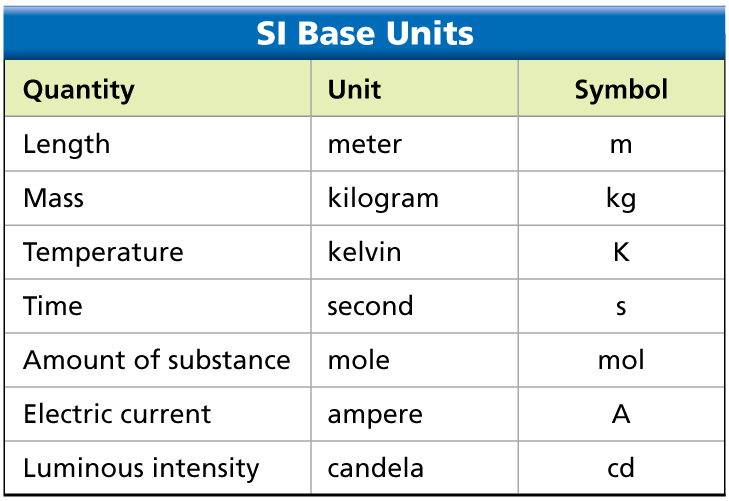 SI Base Units
Quantity Unit Symbol
Length meter m
Mass kilogram kg
Temperature kelvin K
Time second s
Amount of substance mole mol
Electric current ampere A
Luminous intensity candela cd